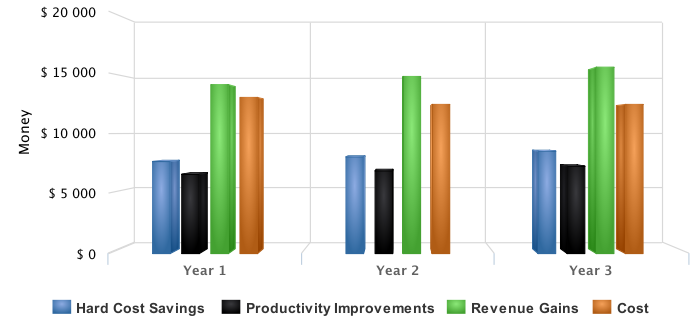 $ 20 000
$ 15 000
$ 10 000
$ 5 000
$ 0
Money
Year 1 Year 2 Year 3
Hard Cost Savings Productivity Improvements Revenue Gains Cost